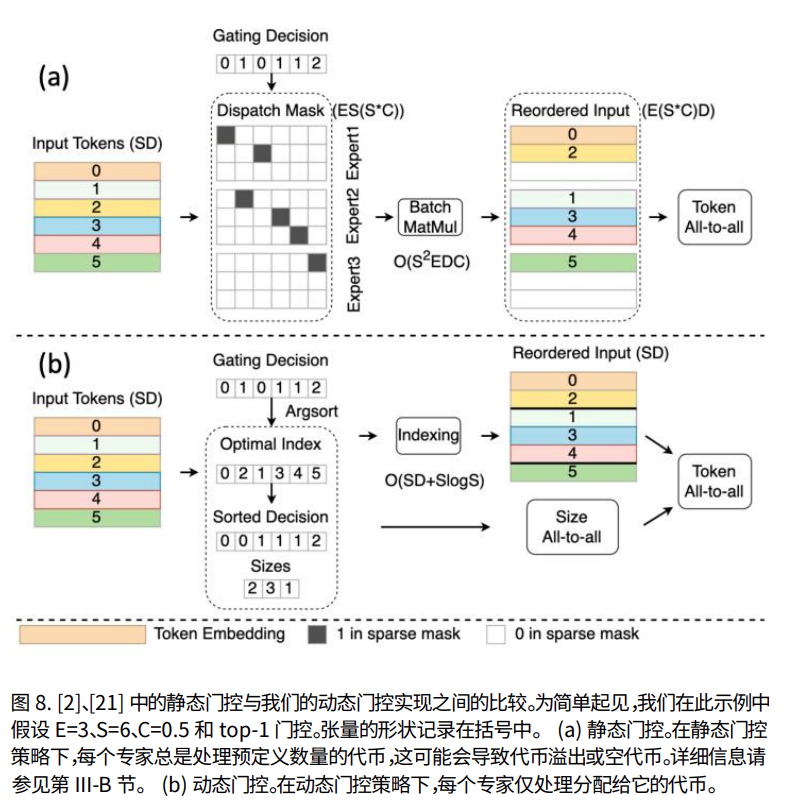 (a)
Gating Decision
0 1 0 1 1 2
Dispatch Mask (ES(S*C))
Reordered Input (E(S*C)D)
Input Tokens (SD)
0
1
2
3
4
5
Expert1
Expert2
Expert3
Batch
MatMul
O(S²EDC)
0
2
1
3
4
5
Token
All-to-all
(b)
Gating Decision
0 1 0 1 1 2
Argsort
Input Tokens (SD)
0
1
2
3
4
5
Optimal Index
0 2 1 3 4 5
Sorted Decision
0 0 1 1 1 2
Sizes
2 3 1
Indexing
O(SD+SlogS)
Reordered Input (SD)
0
2
1
3
4
5
Size
All-to-all
Token
All-to-all
Token Embedding
1 in sparse mask
0 in sparse mask
图 8. [2]、[21] 中的静态门控与我们的动态门控实现之间的比较。为简单起见，我们在此示例中
假设 E=3、S=6、C=0.5 和 top-1 门控。张量的形状记录在括号中。 (a) 静态门控。在静态门控
策略下，每个专家总是处理预定义数量的代币，这可能会导致代币溢出或空代币。详细信息请
参见第 III-B 节。 (b) 动态门控。在动态门控策略下，每个专家仅处理分配给它的代币。